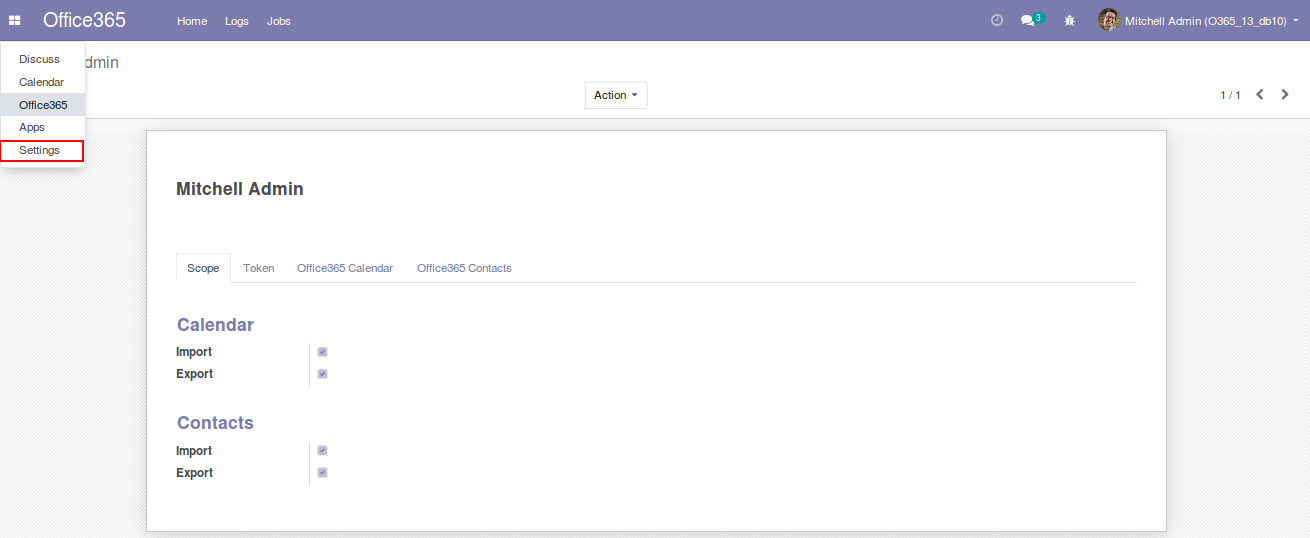 Office365 Home Logs Jobs 3 Mitchell Admin (O365_13_db10)
Discuss
dmin
Calendar
Office365
Action
1 / 1
Apps
Settings
Mitchell Admin
Scope Token Office365 Calendar Office365 Contacts
Calendar
Import
Export
Contacts
Import
Export